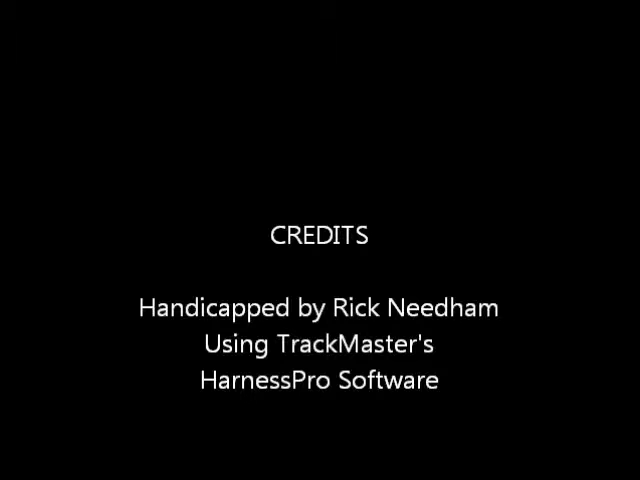 CREDITS
Handicapped by Rick Needham
Using TrackMaster's
HarnessPro Software